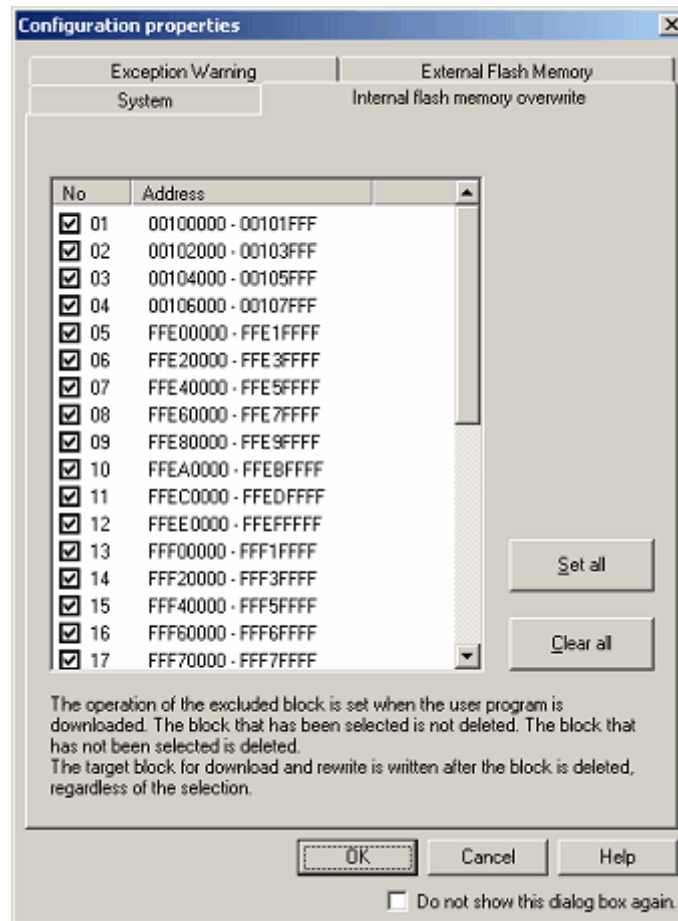 Configuration properties
Exception Warning
External Flash Memory
System
Internal flash memory overwrite
No Address
01 00100000 - 00101FFF
02 00102000 - 00103FFF
03 00104000 - 00105FFF
04 00106000 - 00107FFF
05 FFE00000 - FFE1FFFF
06 FFE20000 - FFE3FFFF
07 FFE40000 - FFE5FFFF
08 FFE60000 - FFE7FFFF
09 FFE80000 - FFE9FFFF
10 FFEA0000 - FFEBFFFF
11 FFEC0000 - FFEDFFFF
12 FFEE0000 - FFEFFFFF
13 FFF00000 - FFF1FFFF
14 FFF20000 - FFF3FFFF
15 FFF40000 - FFF5FFFF
16 FFF60000 - FFF6FFFF
17 FFF70000 - FFF7FFFF
Set all
Clear all
The operation of the excluded block is set when the user program is
downloaded. The block that has been selected is not deleted. The block that
has not been selected is deleted.
The target block for download and rewrite is written after the block is deleted,
regardless of the selection.
OK
Cancel
Help
Do not show this dialog box again.